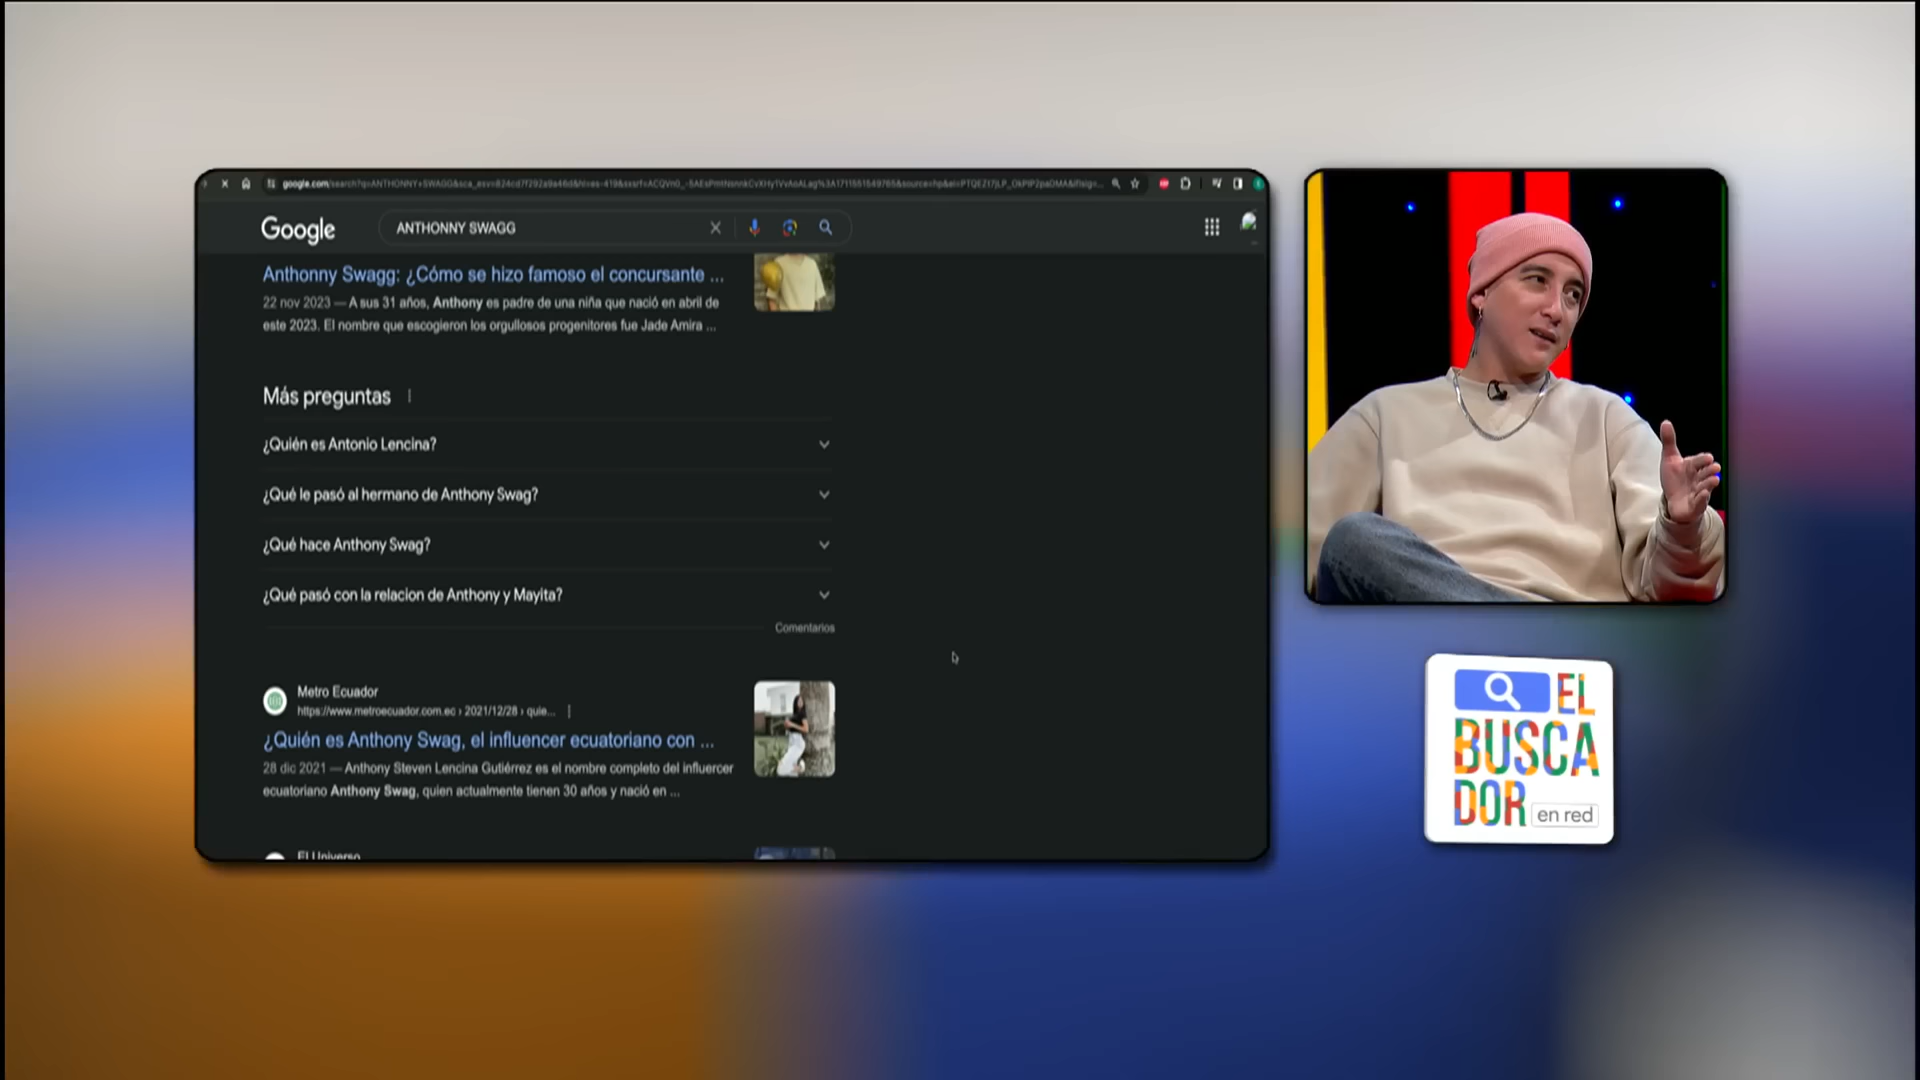 google.com
Google
ANTHONNY SWAGG
Anthonny Swagg: ¿Cómo se hizo famoso el concursante ...
22 nov 2023 — A sus 31 años, Anthony es padre de una niña que nació en abril de
este 2023. El nombre que escogieron los orgullosos progenitores fue Jade Amira ...
Más preguntas
¿Quién es Antonio Lencina?
¿Qué le pasó al hermano de Anthony Swag?
¿Qué hace Anthony Swag?
¿Qué pasó con la relacion de Anthony y Mayita?
Comentarios
Metro Ecuador
https://www.metroecuador.com.ec › 2021/12/28 › quie...
¿Quién es Anthony Swag, el influencer ecuatoriano con ...
28 dic 2021 — Anthony Steven Lencina Gutiérrez es el nombre completo del influencer
ecuatoriano Anthony Swag, quien actualmente tienen 30 años y nació en ...
El Universo
EL
BUSCA
DOR
en red